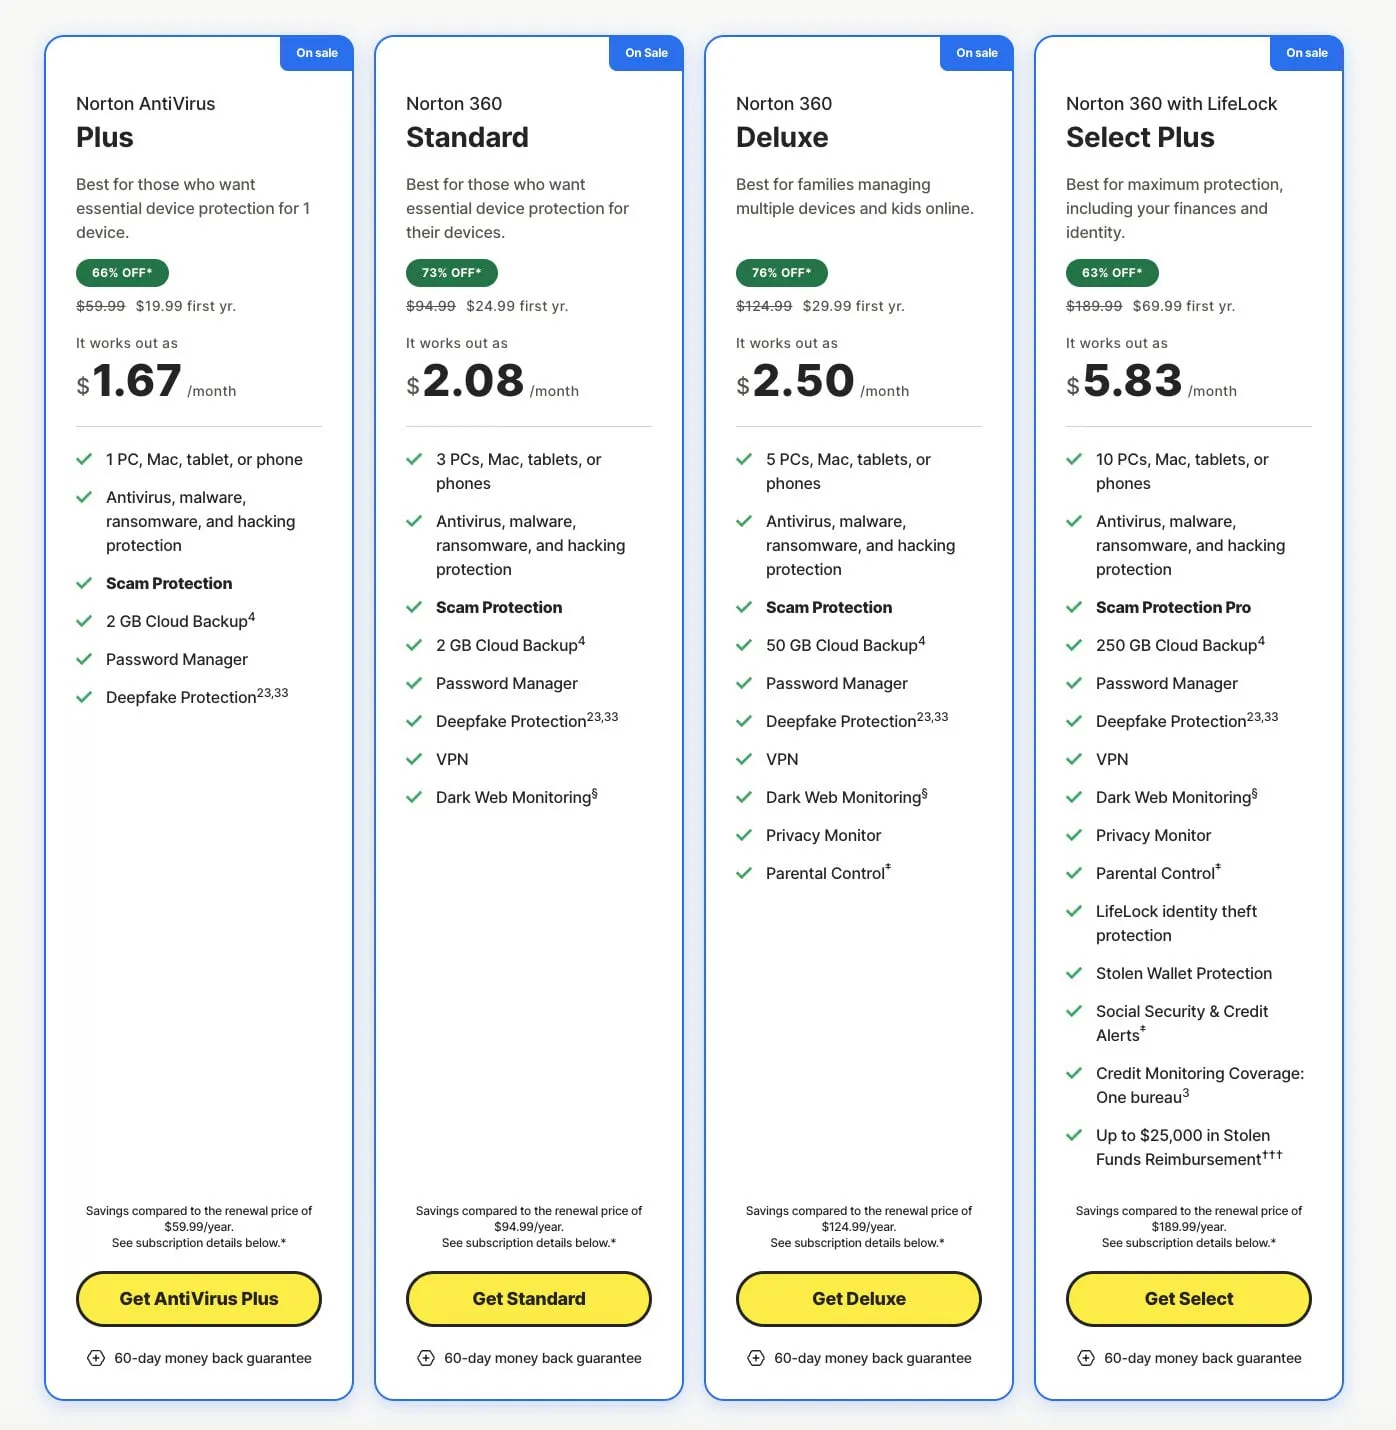 On sale
Norton AntiVirus
Plus
Best for those who want
essential device protection for 1
device.
66% OFF*
$59.99 $19.99 first yr.
It works out as
$1.67 /month
1 PC, Mac, tablet, or phone
Antivirus, malware,
ransomware, and hacking
protection
Scam Protection
2 GB Cloud Backup4
Password Manager
Deepfake Protection23,33
Savings compared to the renewal price of
$59.99/year.
See subscription details below.*
Get AntiVirus Plus
60-day money back guarantee
On Sale
Norton 360
Standard
Best for those who want
essential device protection for
their devices.
73% OFF*
$94.99 $24.99 first yr.
It works out as
$2.08 /month
3 PCs, Mac, tablets, or
phones
Antivirus, malware,
ransomware, and hacking
protection
Scam Protection
2 GB Cloud Backup4
Password Manager
Deepfake Protection23,33
VPN
Dark Web Monitoring§
Savings compared to the renewal price of
$94.99/year.
See subscription details below.*
Get Standard
60-day money back guarantee
On sale
Norton 360
Deluxe
Best for families managing
multiple devices and kids online.
76% OFF*
$124.99 $29.99 first yr.
It works out as
$2.50 /month
5 PCs, Mac, tablets, or
phones
Antivirus, malware,
ransomware, and hacking
protection
Scam Protection
50 GB Cloud Backup4
Password Manager
Deepfake Protection23,33
VPN
Dark Web Monitoring§
Privacy Monitor
Parental Control‡
Savings compared to the renewal price of
$124.99/year.
See subscription details below.*
Get Deluxe
60-day money back guarantee
On sale
Norton 360 with LifeLock
Select Plus
Best for maximum protection,
including your finances and
identity.
63% OFF*
$189.99 $69.99 first yr.
It works out as
$5.83 /month
10 PCs, Mac, tablets, or
phones
Antivirus, malware,
ransomware, and hacking
protection
Scam Protection Pro
250 GB Cloud Backup4
Password Manager
Deepfake Protection23,33
VPN
Dark Web Monitoring§
Privacy Monitor
Parental Control‡
LifeLock identity theft
protection
Stolen Wallet Protection
Social Security & Credit
Alerts‡
Credit Monitoring Coverage:
One bureau3
Up to $25,000 in Stolen
Funds Reimbursement†††
Savings compared to the renewal price of
$189.99/year.
See subscription details below.*
Get Select
60-day money back guarantee